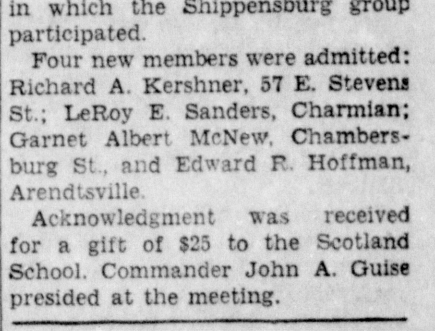 in which the Shippensburg group
participated.
Four new members were admitted:
Richard A. Kershner, 57 E. Stevens
St.; LeRoy E. Sanders, Charmian;
Garnet Albert McNew, Chambers-
burg St., and Edward R. Hoffman,
Arendtsville.
Acknowledgment was received
for a gift of $25 to the Scotland
School. Commander John A. Guise
presided at the meeting.